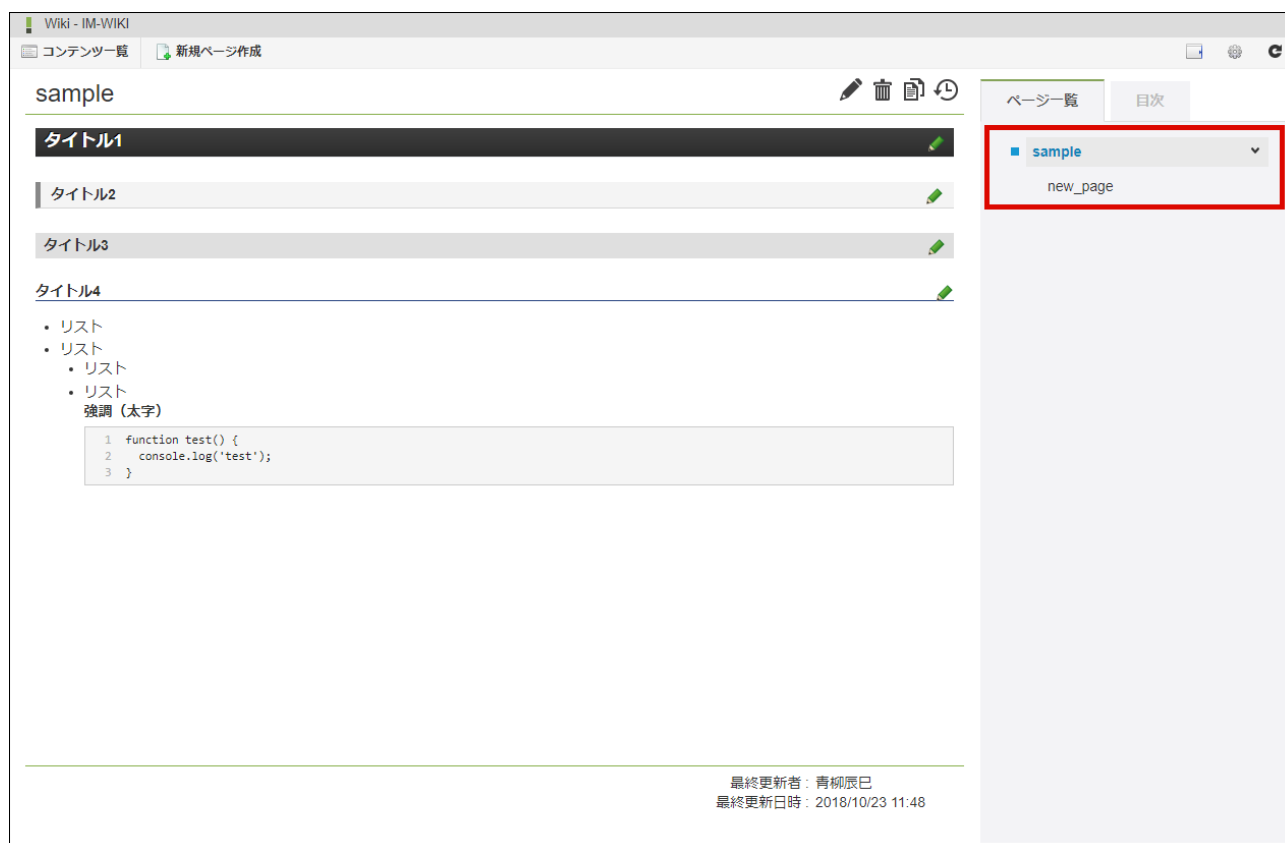 Wiki - IM-WIKI
コンテンツ一覧 新規ページ作成
sample
タイトル1
タイトル2
タイトル3
タイトル4
• リスト
• リスト
• リスト
• リスト
強調（太字）
1 function test() {
2 console.log('test');
3 }
最終更新者 : 青柳辰巳
最終更新日時 : 2018/10/23 11:48
ページ一覧 目次
sample
new_page